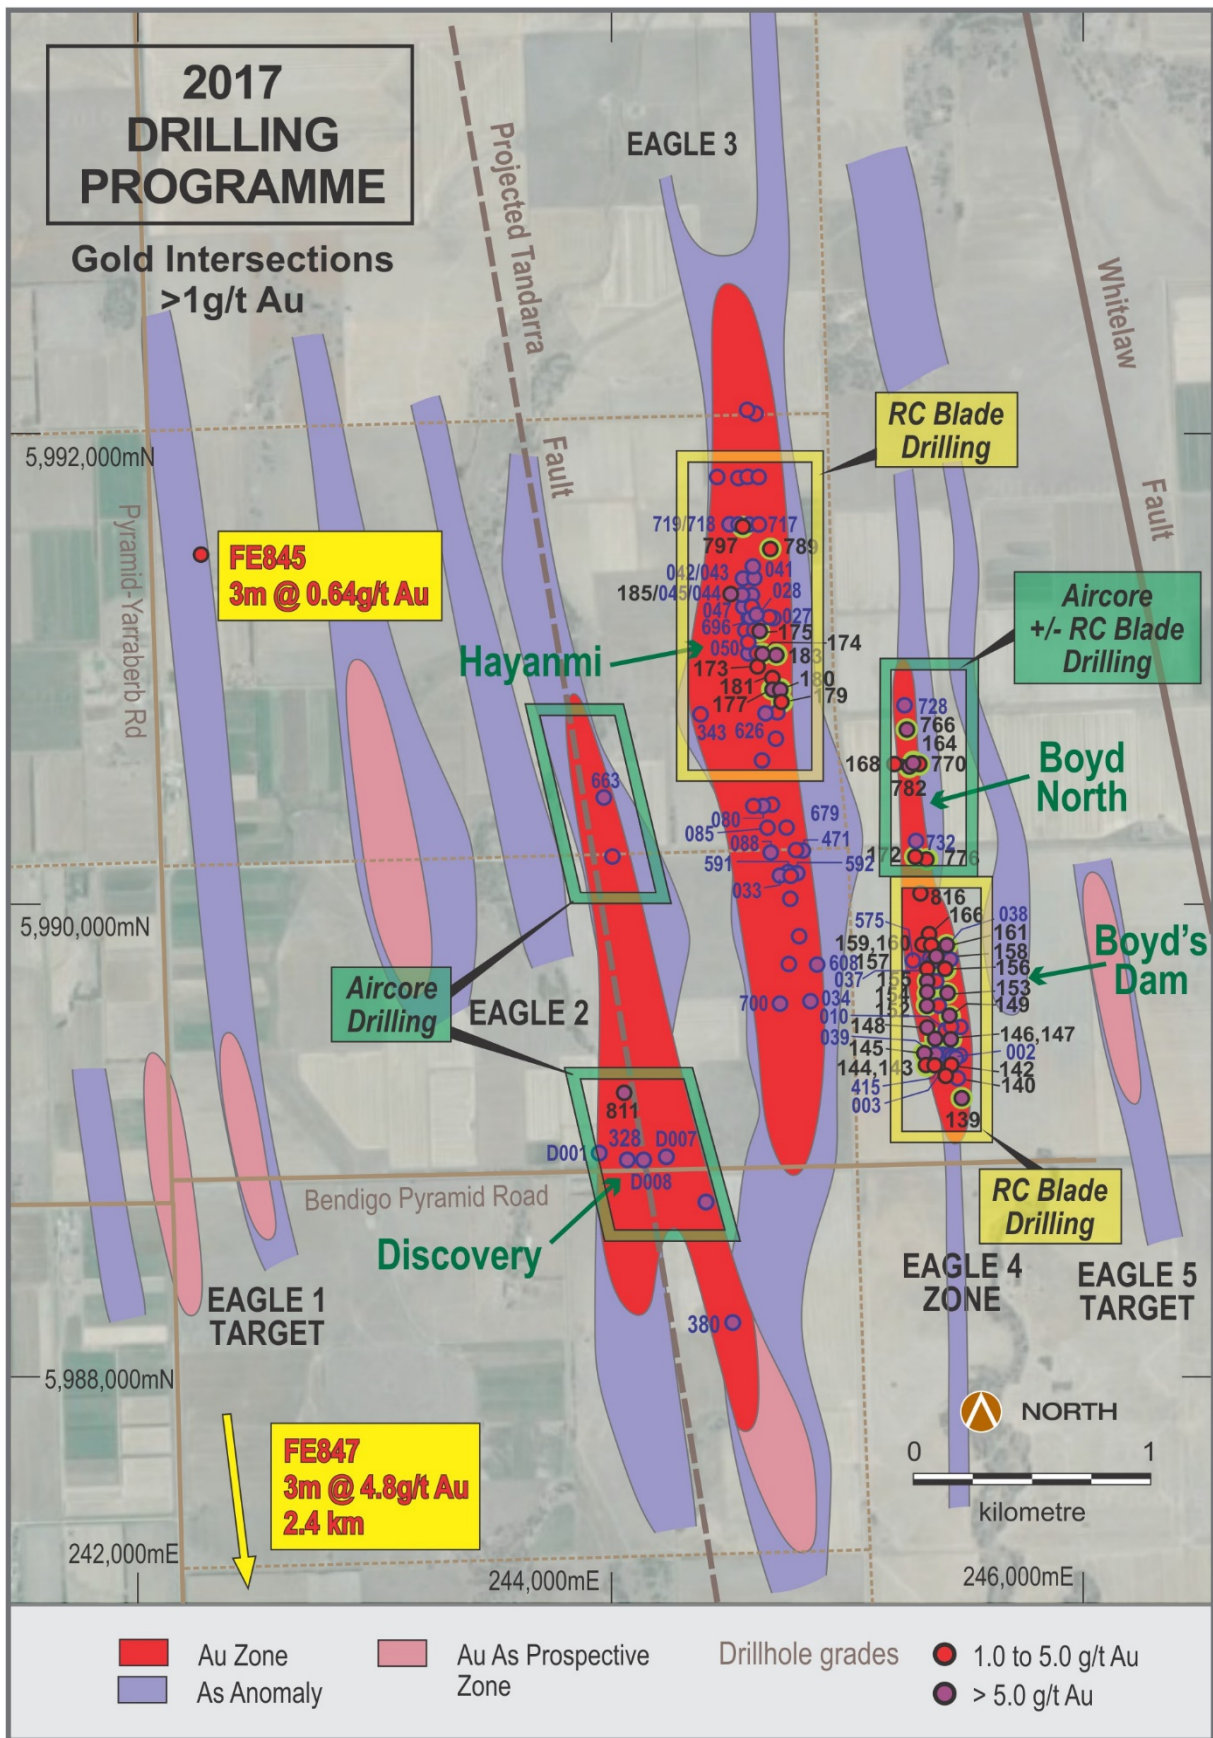 2017
DRILLING
PROGRAMME
Gold Intersections
>1g/t Au
Projected Tandarra
Fault
EAGLE 3
Whitelaw
Fault
RC Blade
Drilling
5,992,000mN
Pyramid-Yarraberb Rd
FE845
3m @ 0.64g/t Au
719/718
717
797
789
042/043
041
185/045/044
028
047
027
696
175
174
050
183
173
180
181
177
179
343
626
Hayanmi
Aircore
+/- RC Blade
Drilling
728
766
164
168
770
782
Boyd
North
732
172
776
663
080
679
085
088
471
591
592
033
608
034
700
5,990,000mN
816
166
575
038
159,160
161
158
157
037
156
155
154
153
152
149
010
148
039
146,147
145
002
144,143
142
415
140
003
139
Boyd's
Dam
Aircore
Drilling
EAGLE 2
811
328
D007
D001
D008
Bendigo Pyramid Road
Discovery
RC Blade
Drilling
EAGLE 1
TARGET
EAGLE 4
ZONE
EAGLE 5
TARGET
380
5,988,000mN
NORTH
0
1
kilometre
FE847
3m @ 4.8g/t Au
2.4 km
242,000mE
244,000mE
246,000mE
Au Zone
As Anomaly
Au As Prospective
Zone
Drillhole grades
1.0 to 5.0 g/t Au
> 5.0 g/t Au